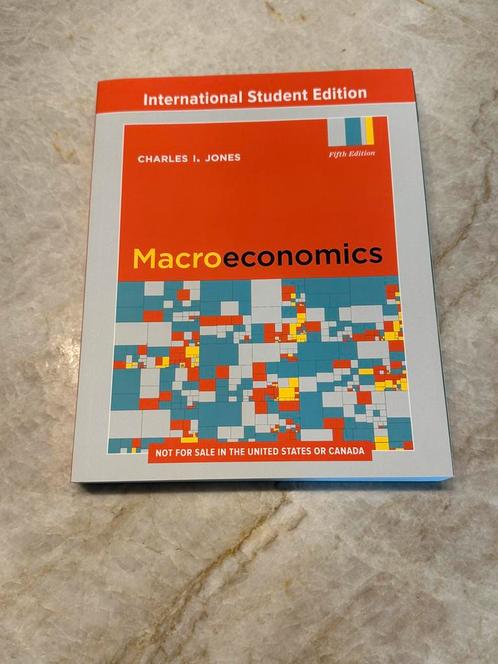 International Student Edition
CHARLES I. JONES
Fifth Edition
Macroeconomics
NOT FOR SALE IN THE UNITED STATES OR CANADA